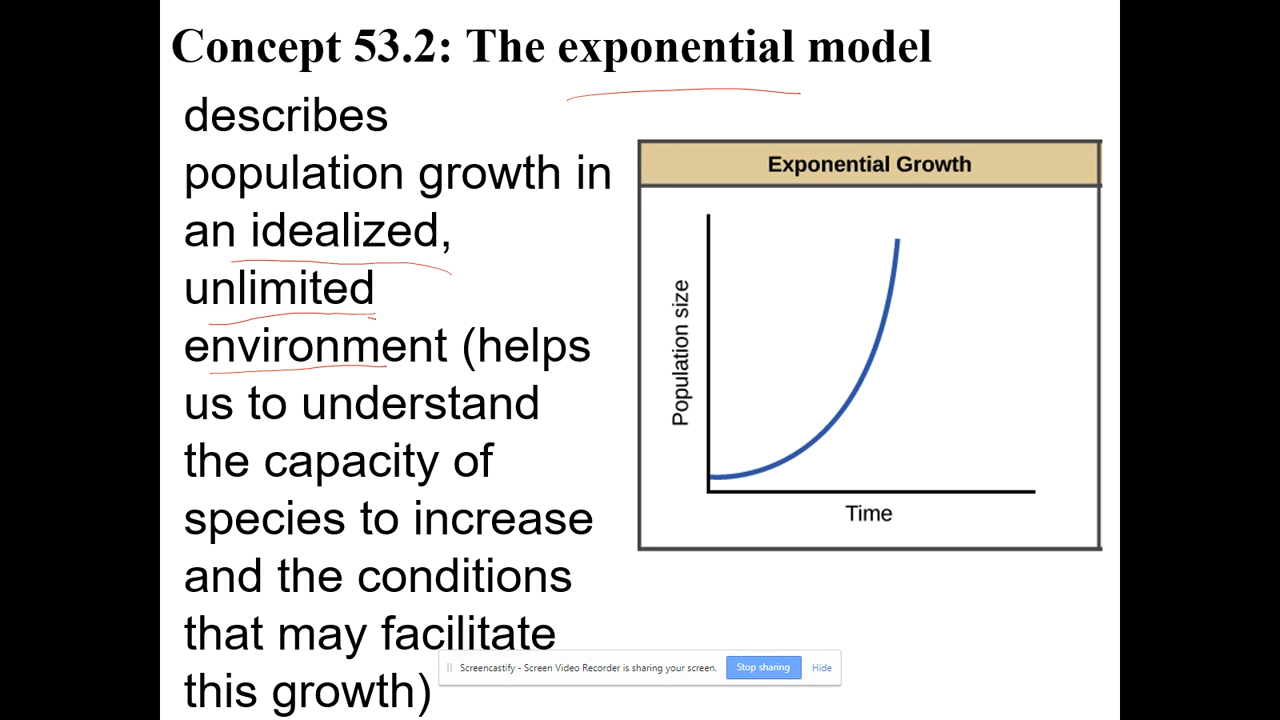 Concept 53.2: The exponential model
describes
population growth in
an idealized,
unlimited
environment (helps
us to understand
the capacity of
species to increase
and the conditions
that may facilitate
this growth)
Exponential Growth
Population size
Time
Screencastify - Screen Video Recorder is sharing your screen.
Stop sharing
Hide